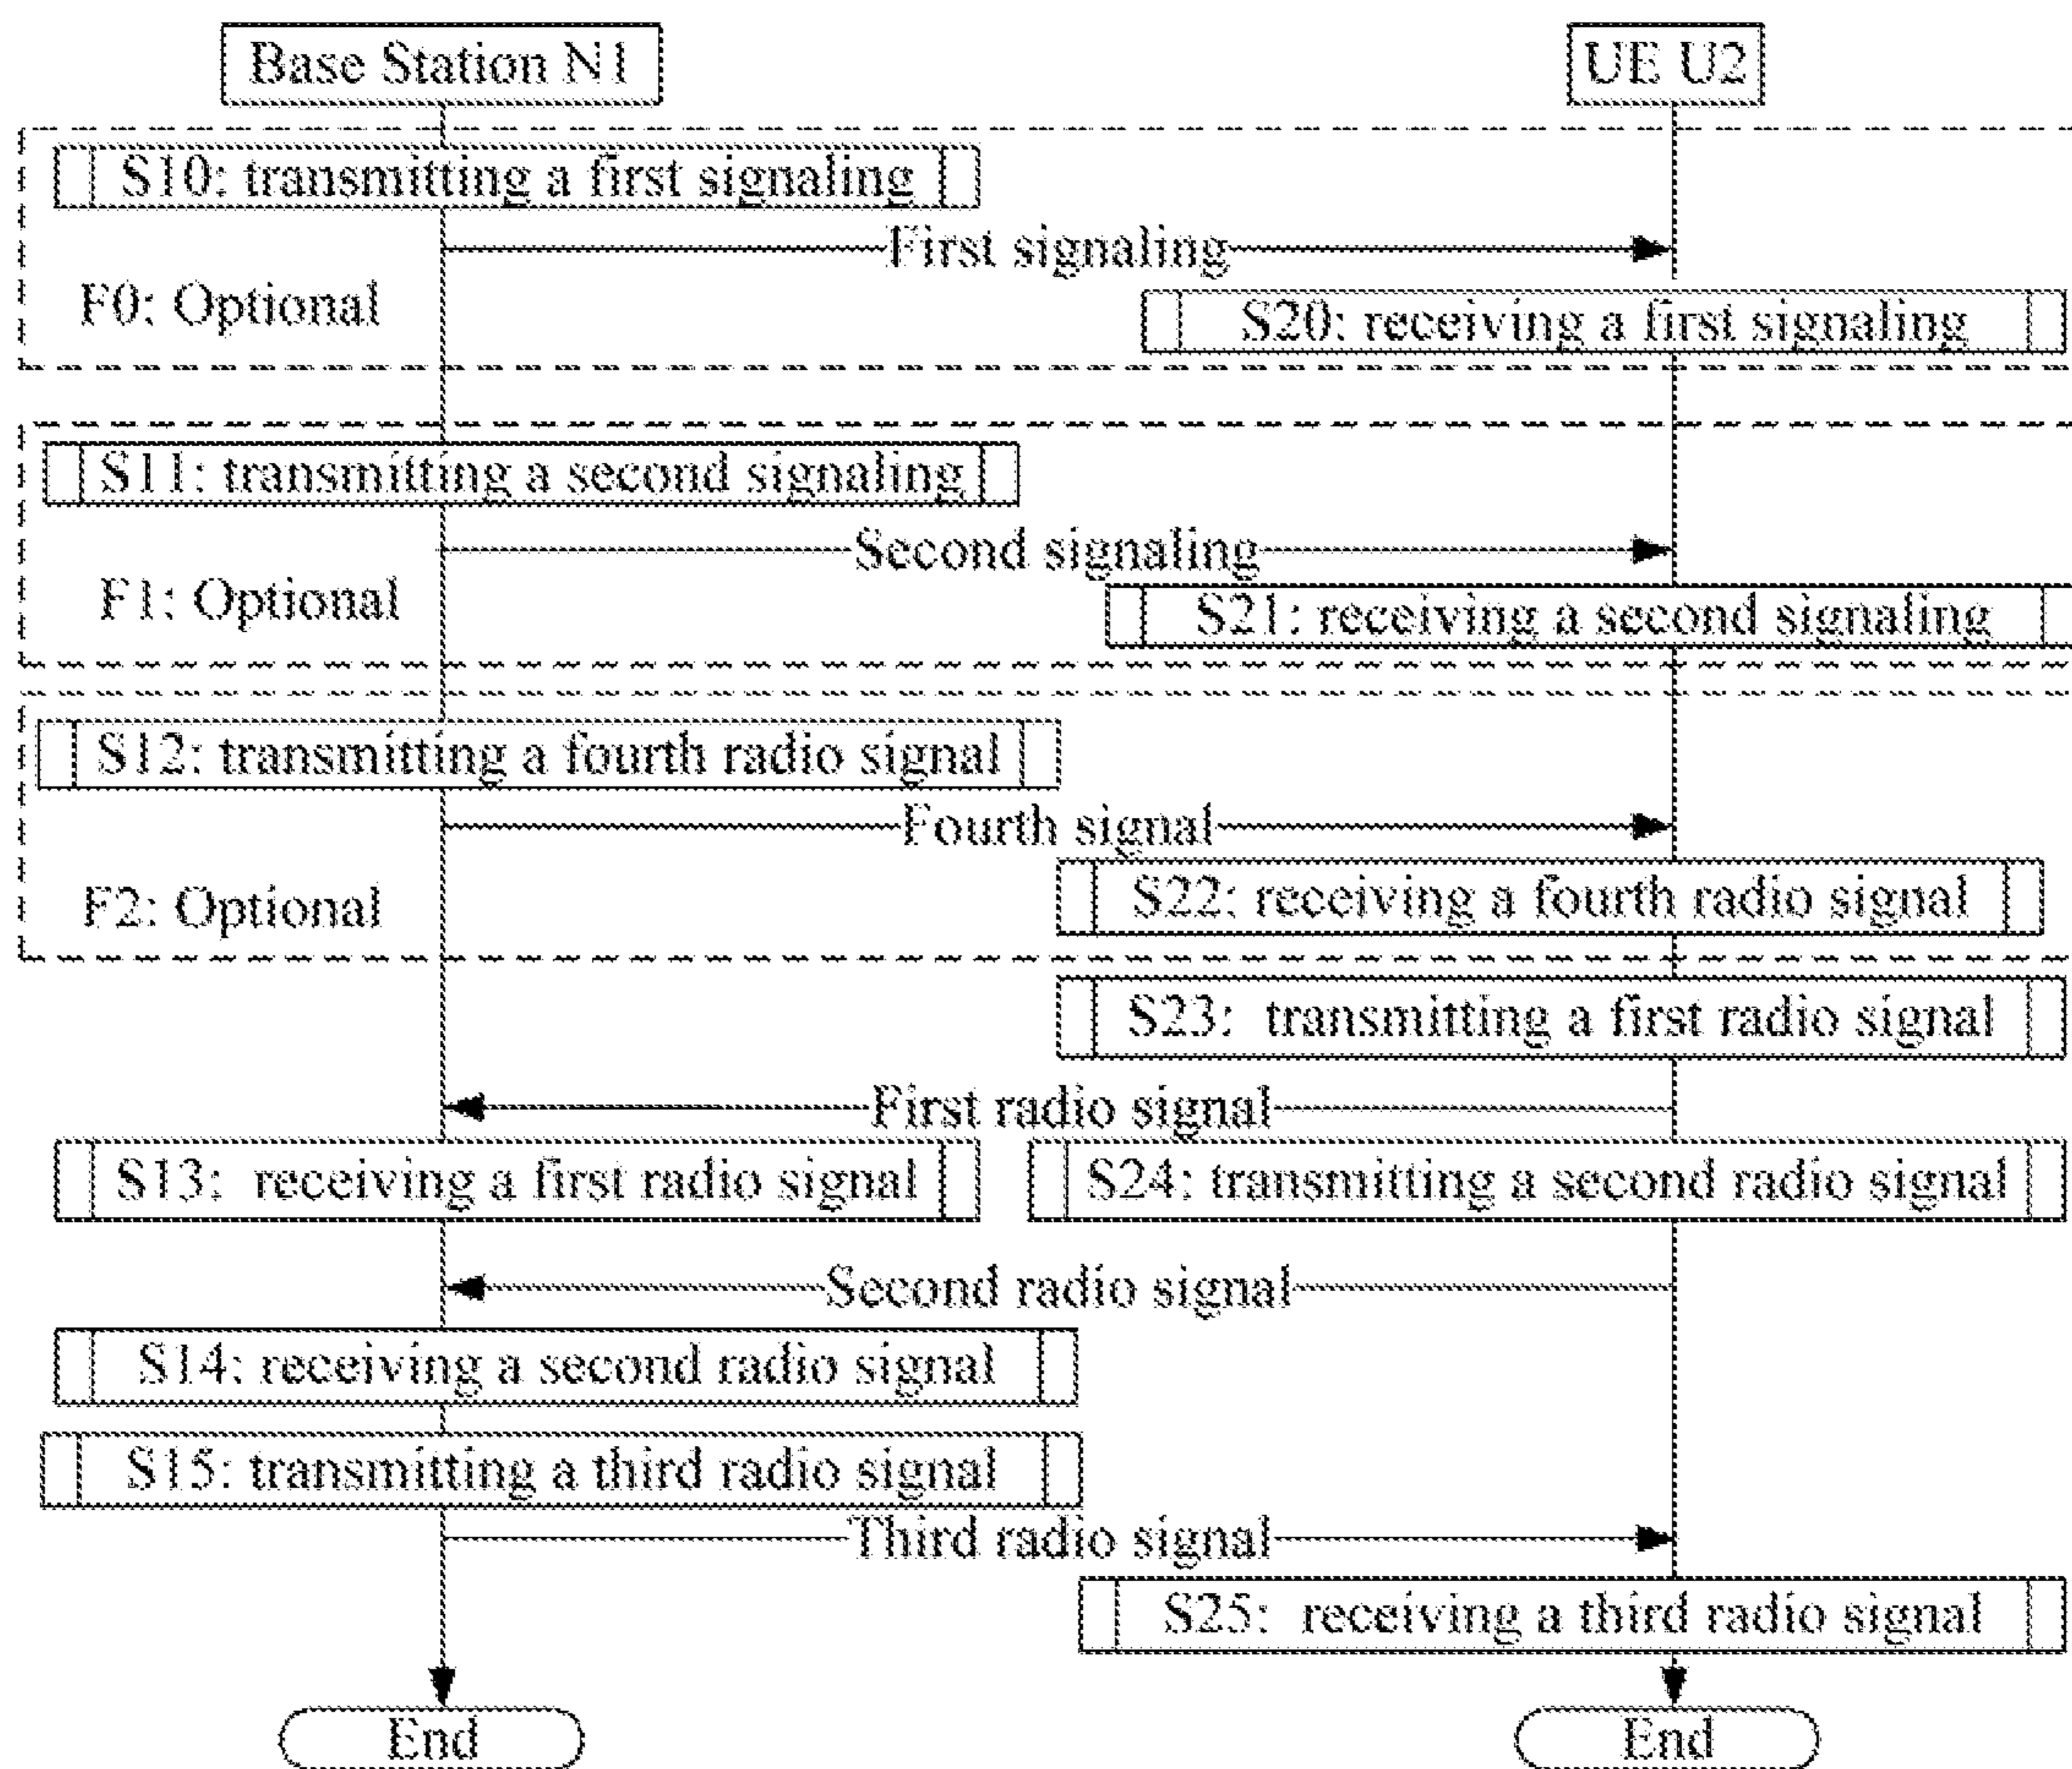 Base Station N1
UE U2
S10: transmitting a first signaling
First signaling
F0: Optional
S20: receiving a first signaling
S11: transmitting a second signaling
Second signaling
F1: Optional
S21: receiving a second signaling
S12: transmitting a fourth radio signal
Fourth signal
F2: Optional
S22: receiving a fourth radio signal
S23: transmitting a first radio signal
First radio signal
S13: receiving a first radio signal
S24: transmitting a second radio signal
Second radio signal
S14: receiving a second radio signal
S15: transmitting a third radio signal
Third radio signal
S25: receiving a third radio signal
End
End